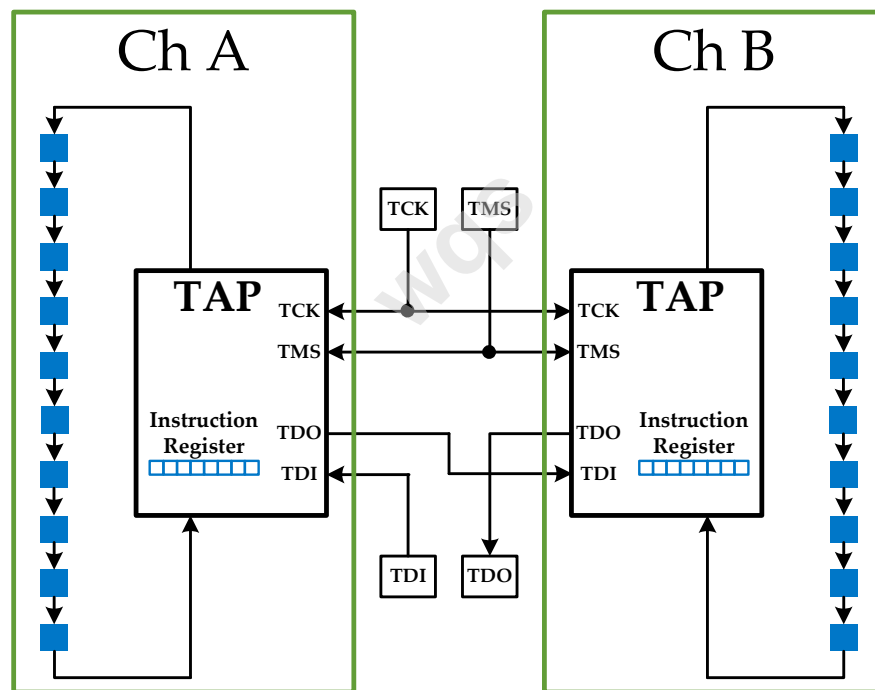 Ch A
Ch B
TCK
TMS
wqs
TAP
TCK
TMS
Instruction
Register
TDO
TDI
TAP
TCK
TMS
Instruction
Register
TDO
TDI
TDI
TDO